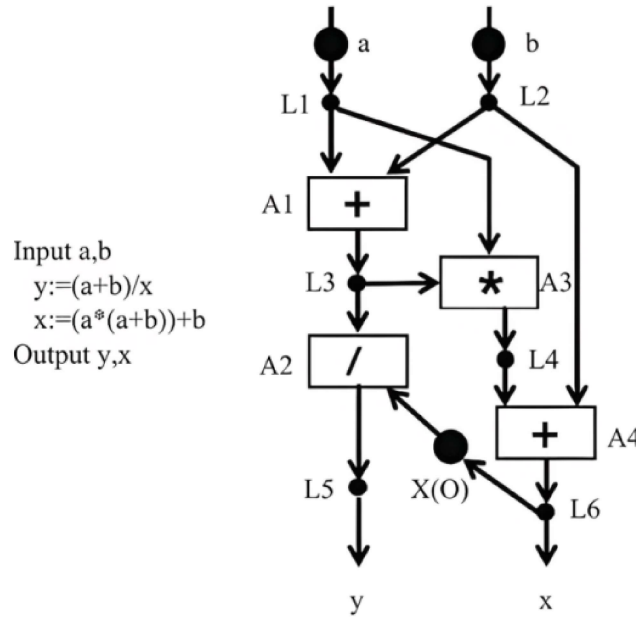 a
b
L1
L2
A1
+
Input a,b
y:=(a+b)/x
x:=(a*(a+b))+b
Output y,x
L3
*
A3
A2
/
L4
+
A4
L5
X(O)
L6
y
x